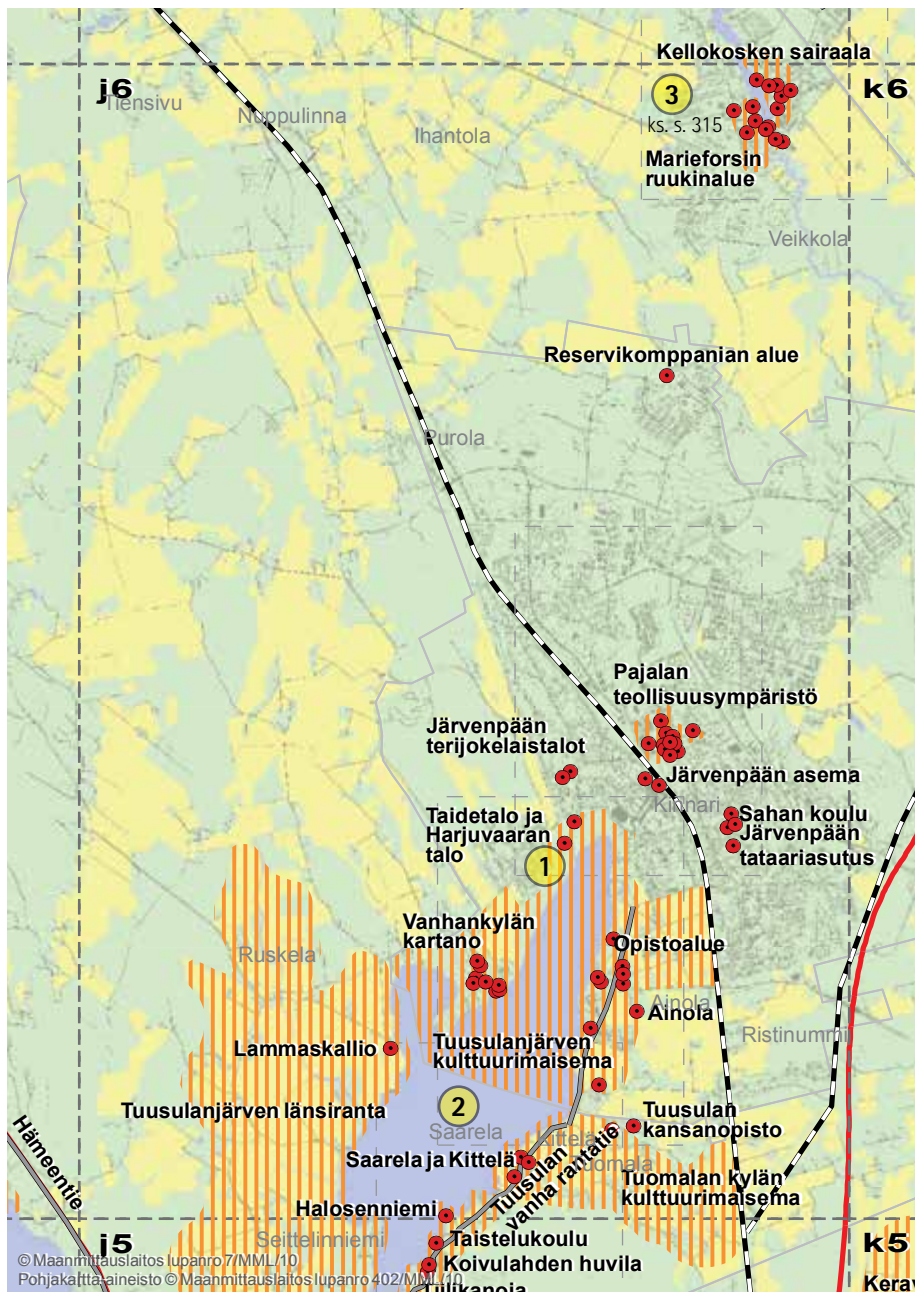 Kellokosken sairaala
j6
3
k6
Tiensivu
Nuppulinna
Ihantola
ks. s. 315
Marieforsin
ruukinalue
Veikkola
Reservikomppanian alue
Purola
Pajalan
teollisuusympäristö
Järvenpään
terijokelaistalot
Järvenpään asema
Kinnari
Taidetalo ja
Harjuvaaran
talo
Sahan koulu
Järvenpään
tataariasutus
1
Vanhankylän
kartano
Opistoalue
Ruskela
Ainola
Ainola
Ristinummi
Lammaskallio
Tuusulanjärven
kulttuurimaisema
Tuusulanjärven länsiranta
2
Saarela
Tuusulan
kansanopisto
Hämeentie
Kittelä
Saarela ja Kittelä
Tuomala
Tuusulan
vanha rantatie
Tuomalan kylän
kulttuurimaisema
Halosenniemi
Seittelinniemi
j5
Taistelukoulu
k5
Koivulahden huvila
© Maanmittauslaitos lupanro 7/MML/10
Pohjakartta-aineisto © Maanmittauslaitos lupanro 402/MML/10
Kerav